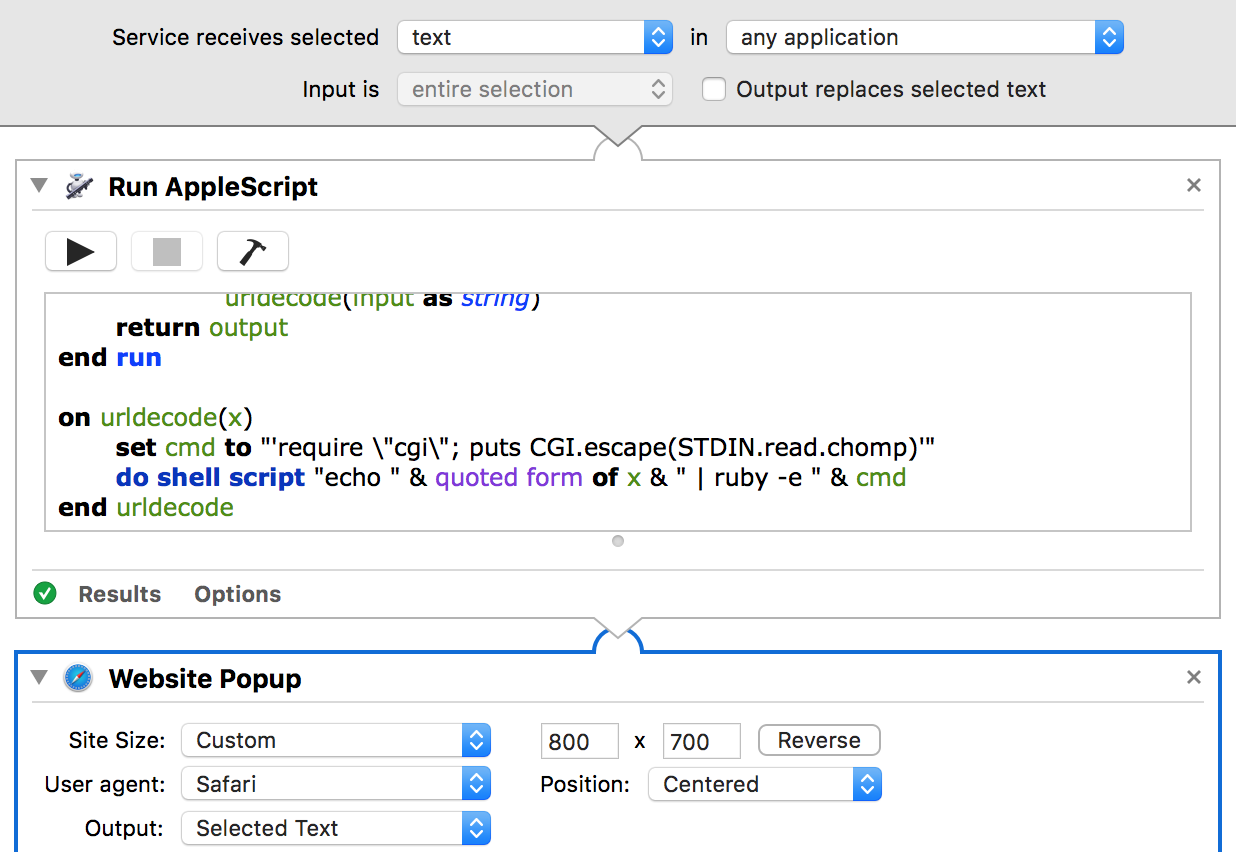 Service receives selected text in any application
Input is entire selection Output replaces selected text
Run AppleScript
urldecode(input as string)
return output
end run
on urldecode(x)
set cmd to "'require \"cgi\"; puts CGI.escape(STDIN.read.chomp)'"
do shell script "echo " & quoted form of x & " | ruby -e " & cmd
end urldecode
Results Options
Website Popup
Site Size: Custom 800 x 700 Reverse
User agent: Safari Position: Centered
Output: Selected Text